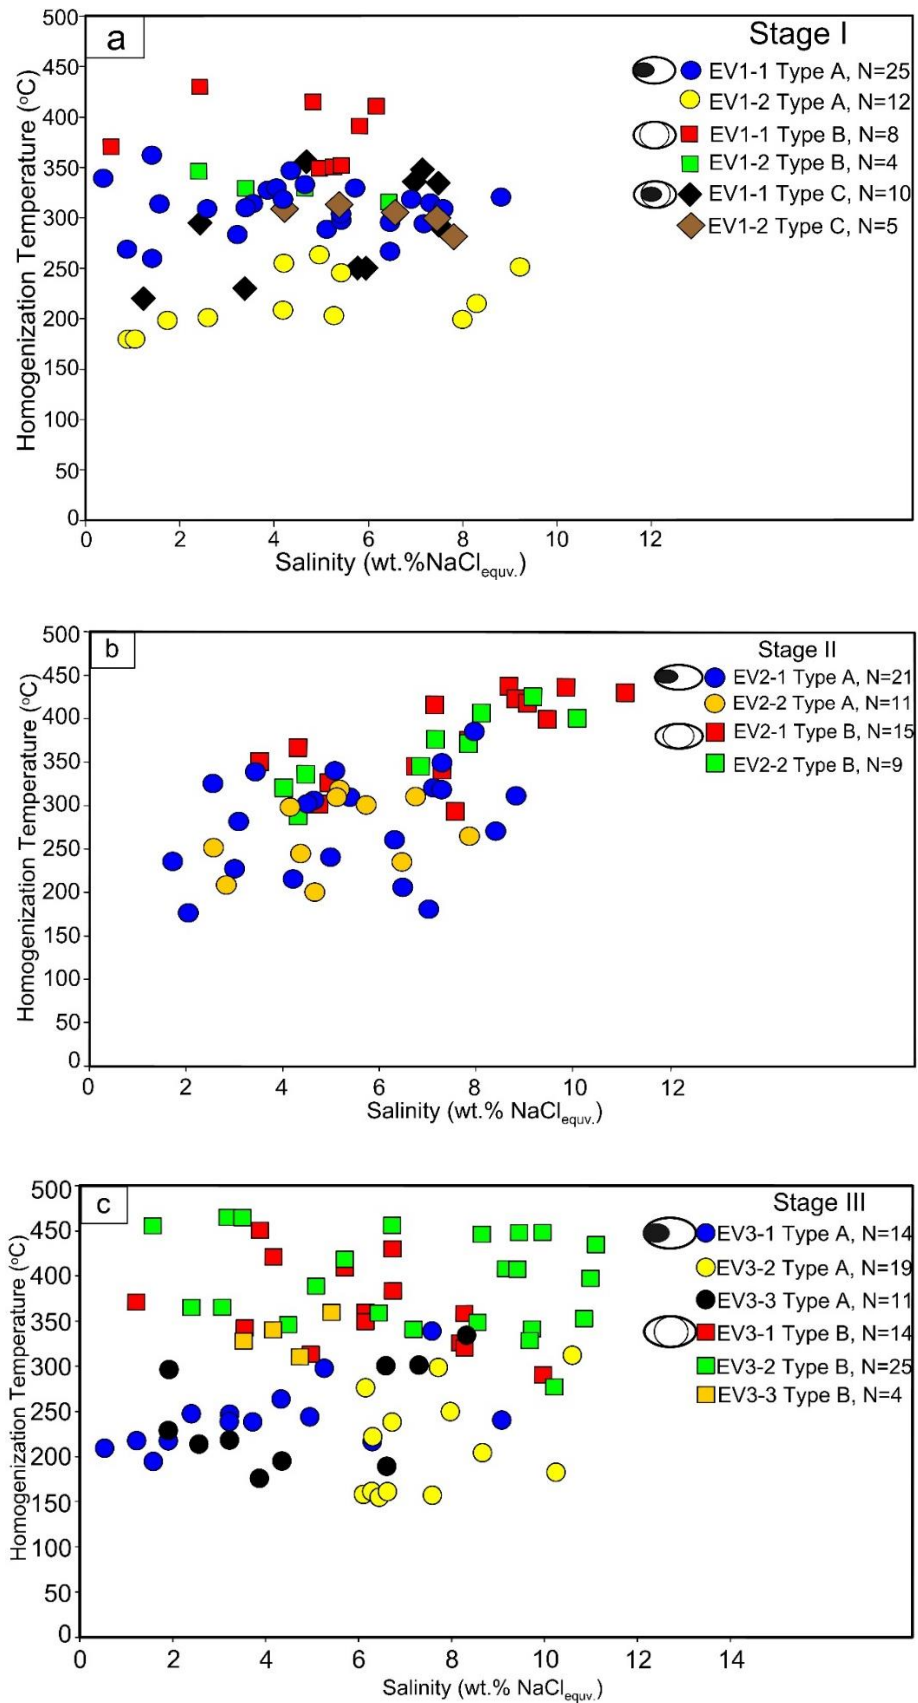 a
Stage I
EV1-1 Type A, N=25
EV1-2 Type A, N=12
EV1-1 Type B, N=8
EV1-2 Type B, N=4
EV1-1 Type C, N=10
EV1-2 Type C, N=5
Homogenization Temperature (°C)
500
450
400
350
300
250
200
150
100
50
0
0 2 4 6 8 10 12
Salinity (wt.%NaCl equv.)
b
Stage II
EV2-1 Type A, N=21
EV2-2 Type A, N=11
EV2-1 Type B, N=15
EV2-2 Type B, N=9
Homogenization Temperature (°C)
500
450
400
350
300
250
200
150
100
50
0
0 2 4 6 8 10 12
Salinity (wt.% NaCl equv.)
c
Stage III
EV3-1 Type A, N=14
EV3-2 Type A, N=19
EV3-3 Type A, N=11
EV3-1 Type B, N=14
EV3-2 Type B, N=25
EV3-3 Type B, N=4
Homogenization Temperature (°C)
500
450
400
350
300
250
200
150
100
50
0
0 2 4 6 8 10 12 14
Salinity (wt.% NaCl equv.)